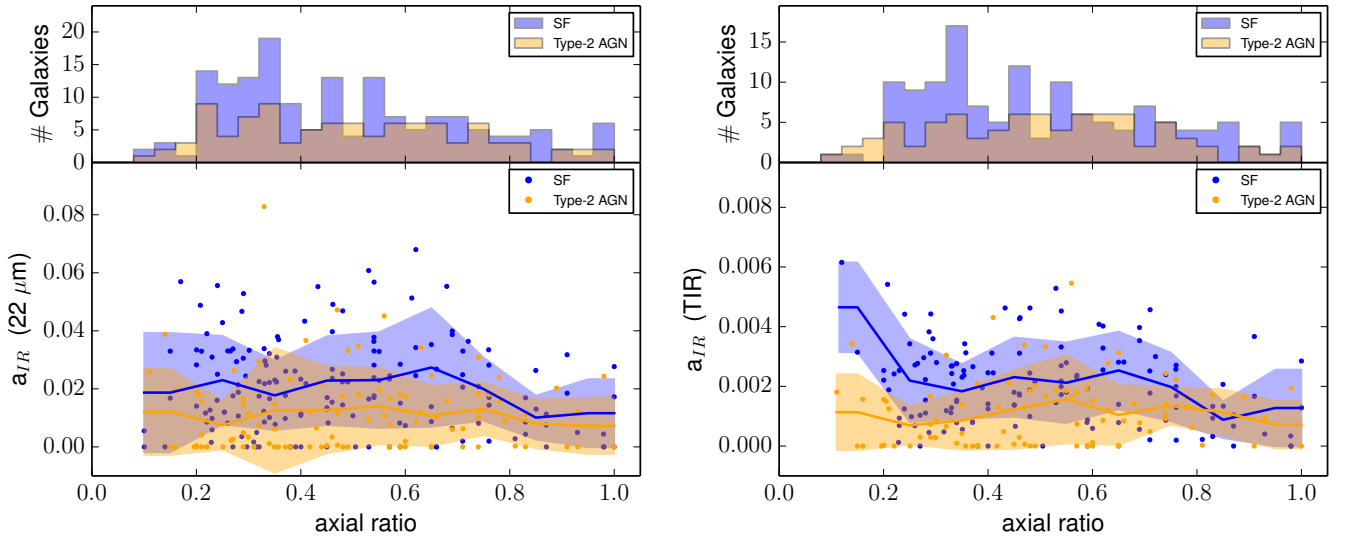 # Galaxies
20
15
10
5
0
SF
Type-2 AGN
a_{IR} (22 μm)
0.08
0.06
0.04
0.02
0.00
SF
Type-2 AGN
0.0 0.2 0.4 0.6 0.8 1.0
axial ratio
# Galaxies
15
10
5
0
SF
Type-2 AGN
a_{IR} (TIR)
0.008
0.006
0.004
0.002
0.000
SF
Type-2 AGN
0.0 0.2 0.4 0.6 0.8 1.0
axial ratio